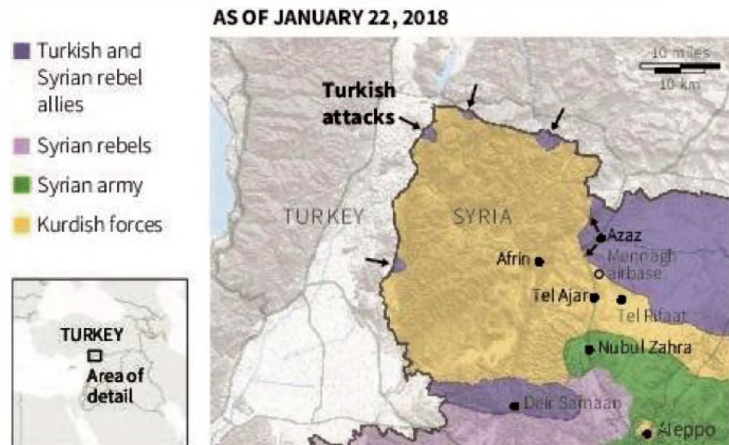 AS OF JANUARY 22, 2018
Turkish and
Syrian rebel
allies
Syrian rebels
Syrian army
Kurdish forces
TURKEY
Area of
detail
10 miles
10 km
Turkish
attacks
TURKEY
SYRIA
Azaz
Mennagh
airbase
Afrin
Tel Ajar
Tel Rifaat
Nubul Zahra
Deir Samaan
Aleppo